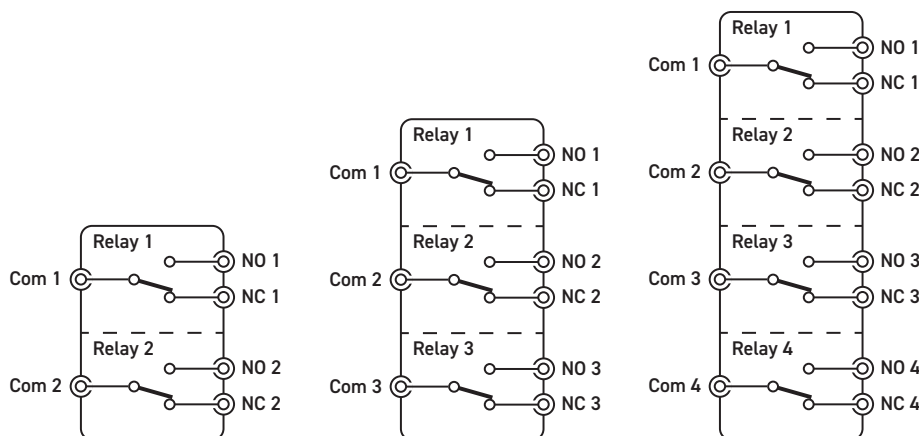 Relay 1
NO 1
Com 1
NC 1
Relay 2
NO 2
Com 2
NC 2
Relay 1
NO 1
Com 1
NC 1
Relay 2
NO 2
Com 2
NC 2
Relay 3
NO 3
Com 3
NC 3
Relay 1
NO 1
Com 1
NC 1
Relay 2
NO 2
Com 2
NC 2
Relay 3
NO 3
Com 3
NC 3
Relay 4
NO 4
Com 4
NC 4